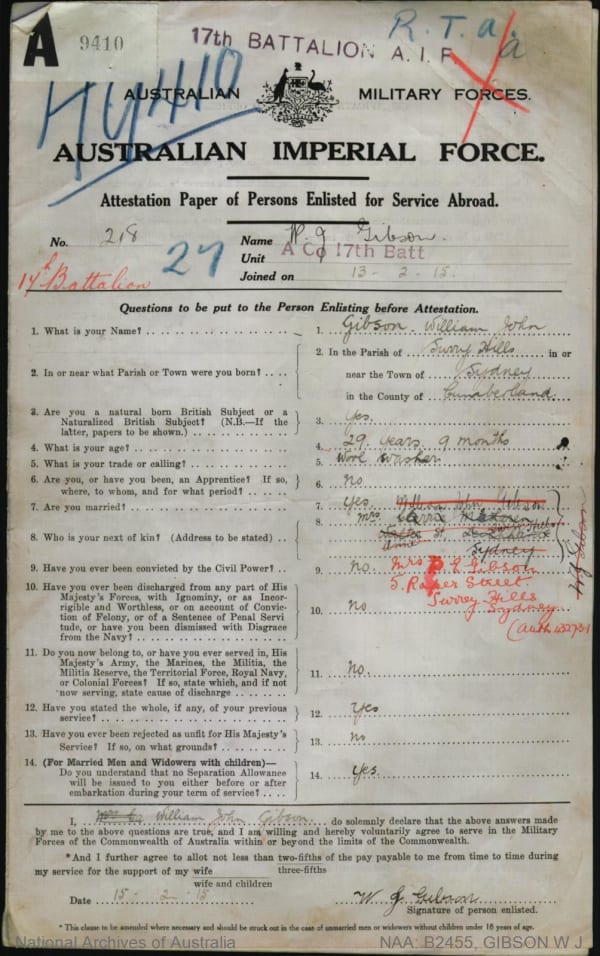 A
9410
17th BATTALION A.I.F.
R.T.a.
a
AUSTRALIAN MILITARY FORCES.
AUSTRALIAN IMPERIAL FORCE.
Attestation Paper of Persons Enlisted for Service Abroad.
No. 218
Name W. J Gibson.
Unit A Co 17th Batt
Joined on 13-2-15.
27
17th Battalion
Questions to be put to the Person Enlisting before Attestation.
1. What is your Name?
1. Gibson William John
2. In or near what Parish or Town were you born?
2. In the Parish of Surry Hills in or
near the Town of Sydney
in the County of Cumberland
3. Are you a natural born British Subject or a
Naturalized British Subject? (N.B.—If the
latter, papers to be shown.)
3. Yes.
4. What is your age?
4. 29 years 9 months
5. What is your trade or calling?
5. Wool Washer
6. Are you, or have you been, an Apprentice? If so,
where, to whom, and for what period?
6. No
7. Are you married?
7. Yes William John Gibson
8. Who is your next of kin? (Address to be stated)
8. Mrs
Sydney
W J Gibson
9. Have you ever been convicted by the Civil Power?
9. No. Mrs R Gibson
5. Raper Street
Surrey Hills
Sydney
10. Have you ever been discharged from any part of His
Majesty's Forces, with Ignominy, or as Incor-
rigible and Worthless, or on account of Convic-
tion of Felony, or of a Sentence of Penal Servi
tude, or have you been dismissed with Disgrace
from the Navy?
10. No
11. Do you now belong to, or have you ever served in, His
Majesty's Army, the Marines, the Militia, the
Militia Reserve, the Territorial Force, Royal Navy,
or Colonial Forces? If so, state which, and if not
now serving, state cause of discharge
11. No.
12. Have you stated the whole, if any, of your previous
service?
12. Yes
13. Have you ever been rejected as unfit for His Majesty's
Service? If so, on what grounds?
13. No
14. (For Married Men and Widowers with children)—
Do you understand that no Separation Allowance
will be issued to you either before or after
embarkation during your term of service?
14. Yes.
I, William John Gibson do solemnly declare that the above answers made
by me to the above questions are true, and I am willing and hereby voluntarily agree to serve in the Military
Forces of the Commonwealth of Australia within or beyond the limits of the Commonwealth.
*And I further agree to allot not less than two-fifths of the pay payable to me from time to time during
three-fifths
my service for the support of my wife
wife and children
Date 15-2-15
W J Gibson
Signature of person enlisted.
* This clause to be amended where necessary and should be struck out in the case of unmarried men or widowers without children under 16 years of age.
National Archives of Australia
NAA: B2455, GIBSON W J